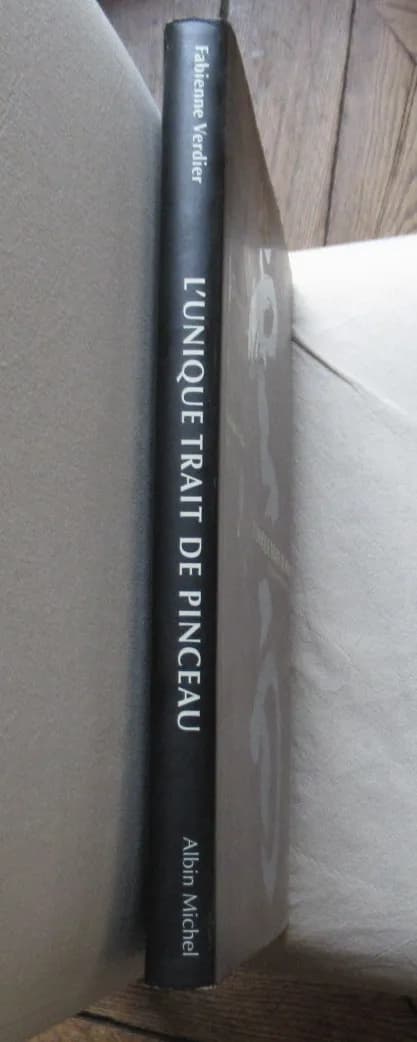 Fabienne Verdier
L'UNIQUE TRAIT DE PINCEAU
Albin Michel